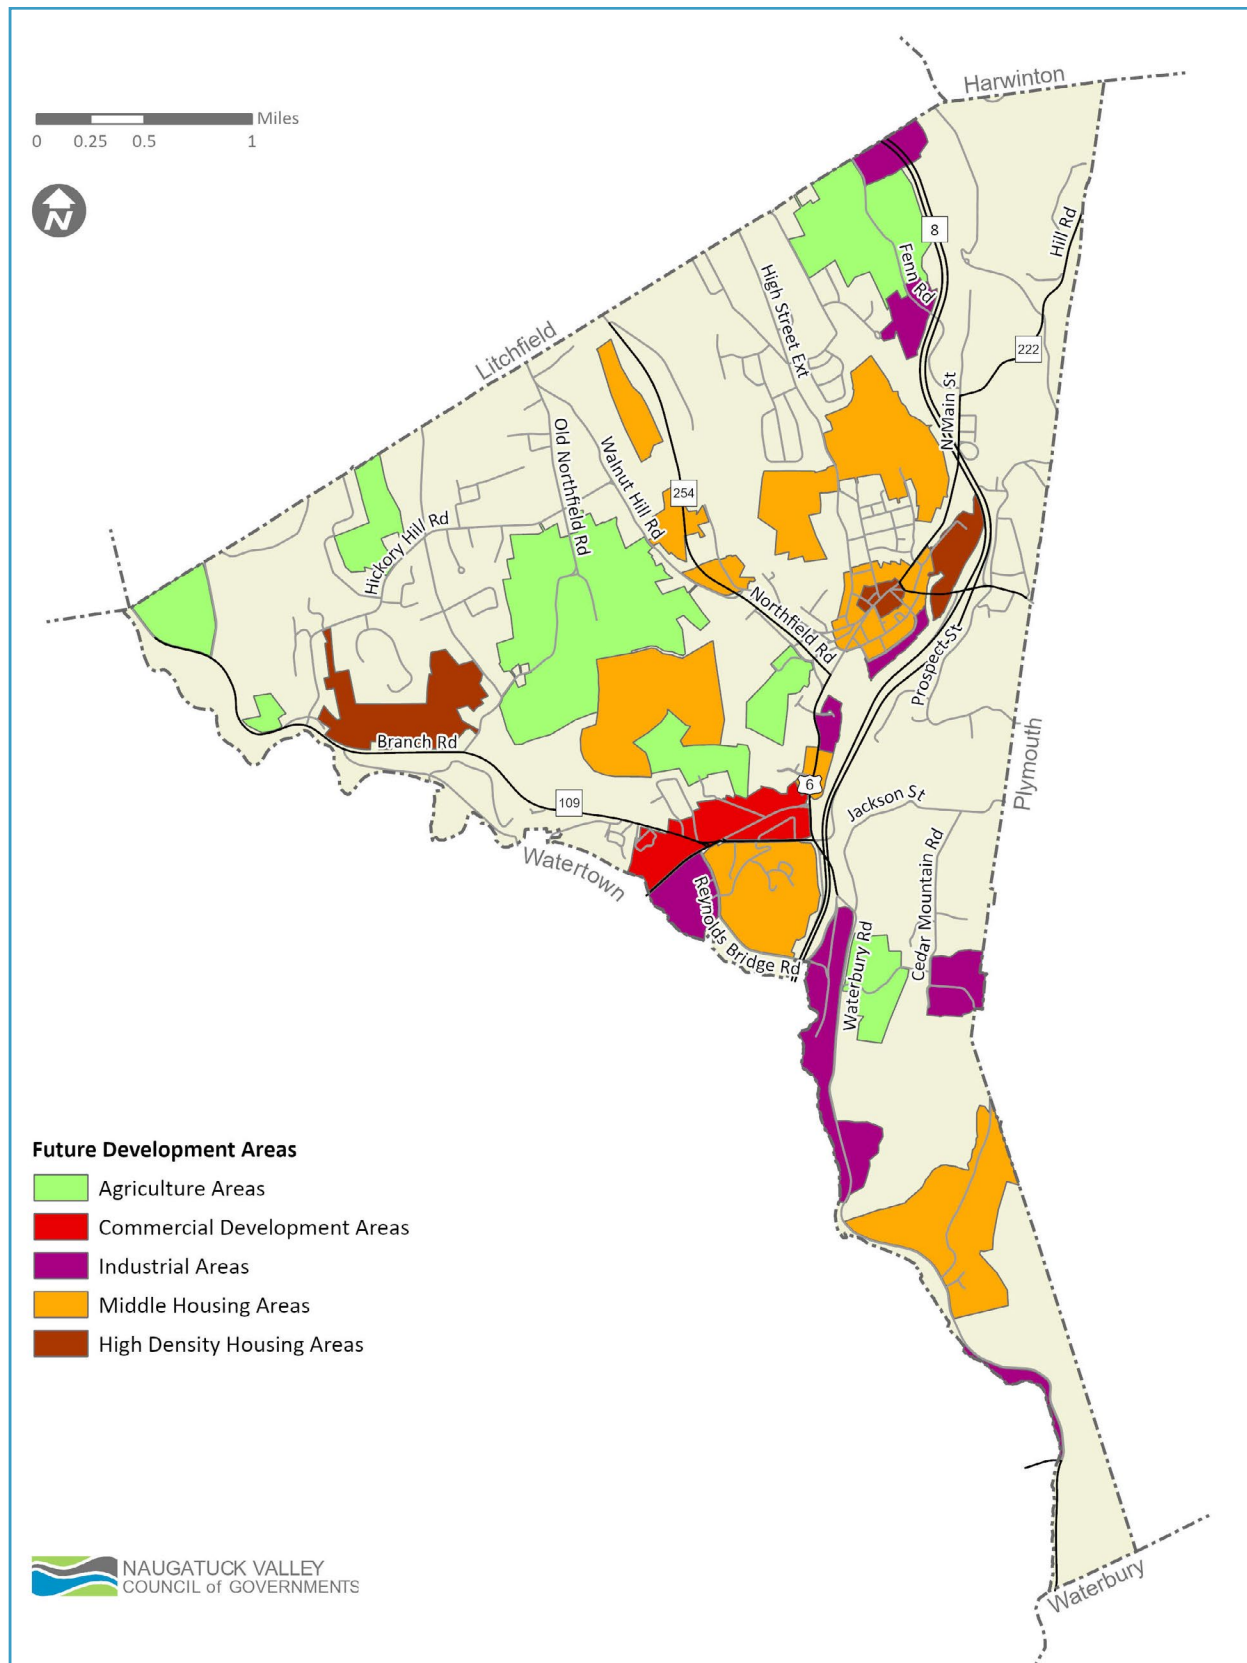 Harwinton
Miles
0 0.25 0.5 1
N
8
Hill Rd
Fenn Rd
High Street Ext
222
Litchfield
N Main St
Old Northfield Rd
Walnut Hill Rd
254
Hickory Hill Rd
Northfield Rd
Prospect St
Branch Rd
Plymouth
6
109
Jackson St
Watertown
Reynolds Bridge Rd
Cedar Mountain Rd
Waterbury Rd
Future Development Areas
Agriculture Areas
Commercial Development Areas
Industrial Areas
Middle Housing Areas
High Density Housing Areas
NAUGATUCK VALLEY
COUNCIL of GOVERNMENTS
Waterbury